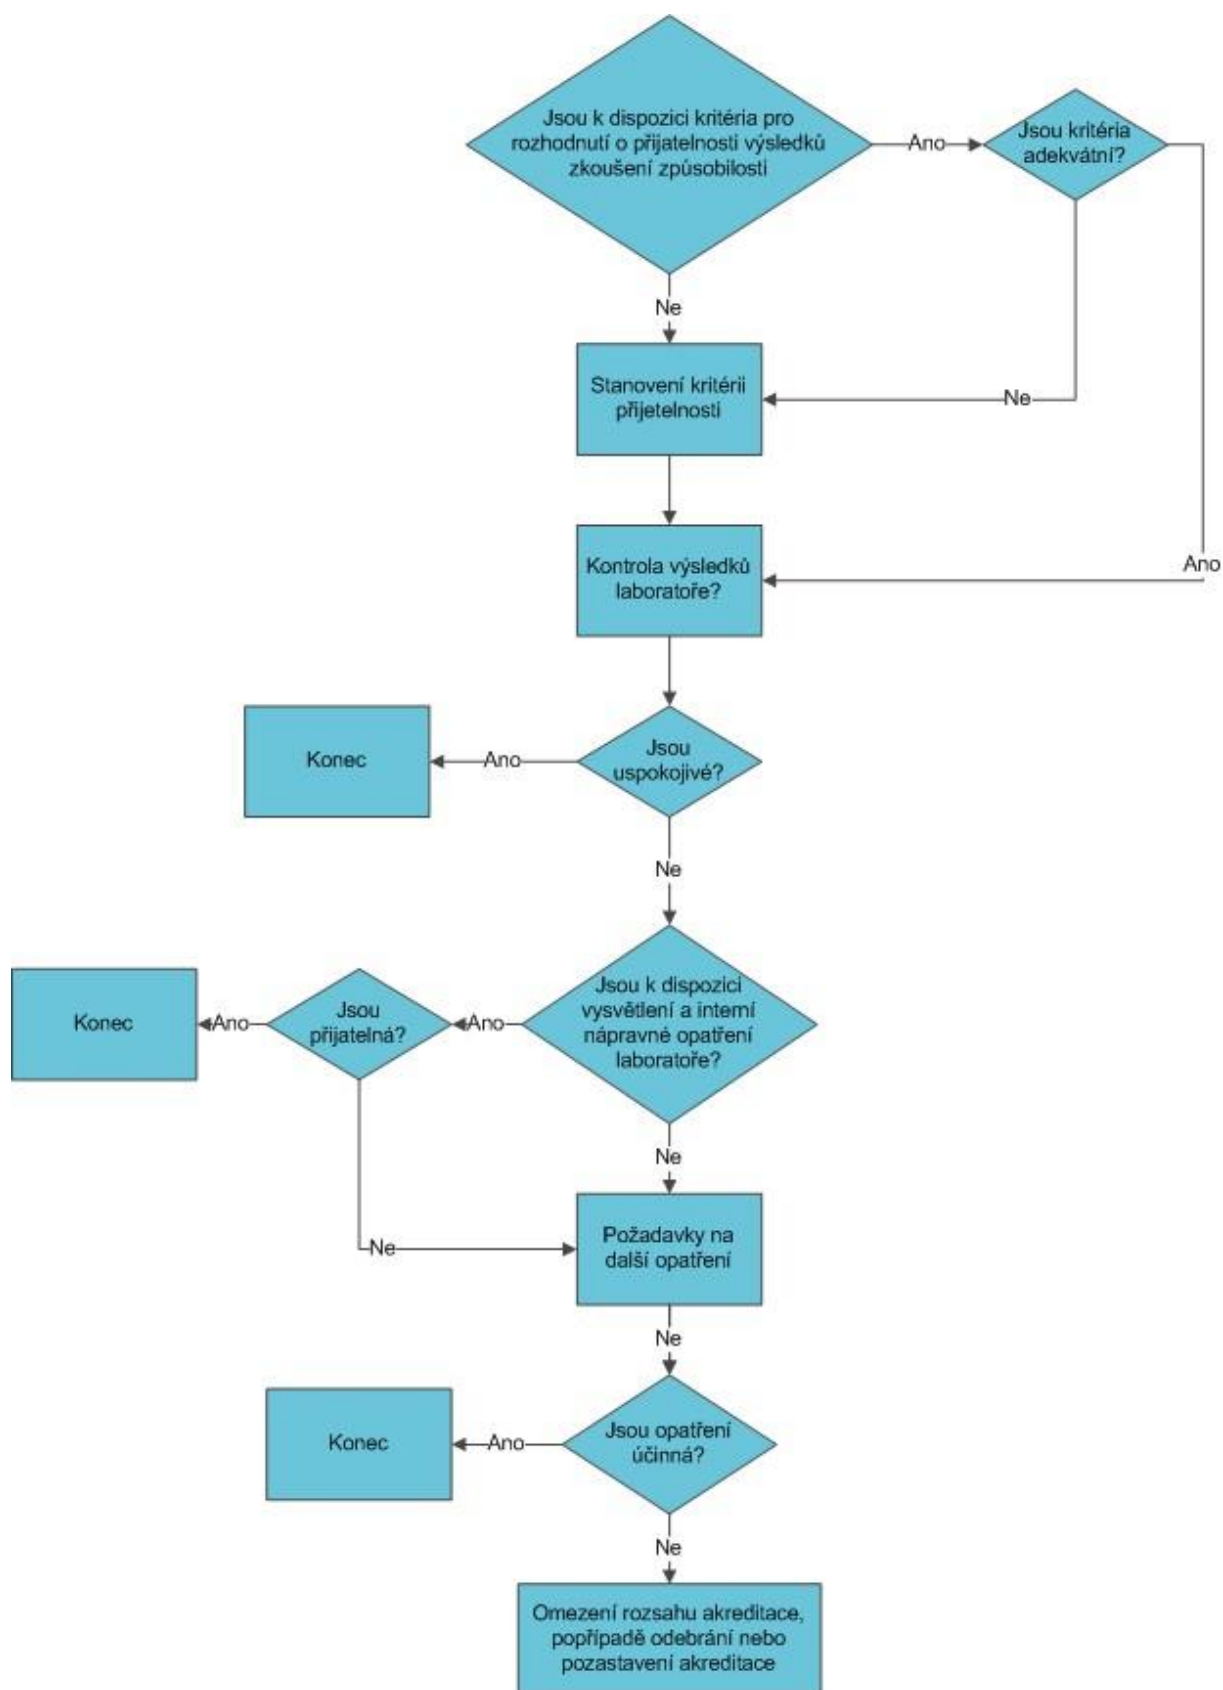 Jsou k dispozici kritéria pro
rozhodnutí o přijatelnosti výsledků
zkoušení způsobilosti
Ano
Jsou kritéria
adekvátní?
Ne
Stanovení kritérii
přijetelnosti
Ne
Kontrola výsledků
laboratoře?
Ano
Konec
Ano
Jsou
uspokojivé?
Ne
Konec
Ano
Jsou
přijatelná?
Ano
Jsou k dispozici
vysvětlení a interní
nápravné opatření
laboratoře?
Ne
Ne
Požadavky na
další opatření
Ne
Konec
Ano
Jsou opatření
účinná?
Ne
Omezení rozsahu akreditace,
popřípadě odebrání nebo
pozastavení akreditace